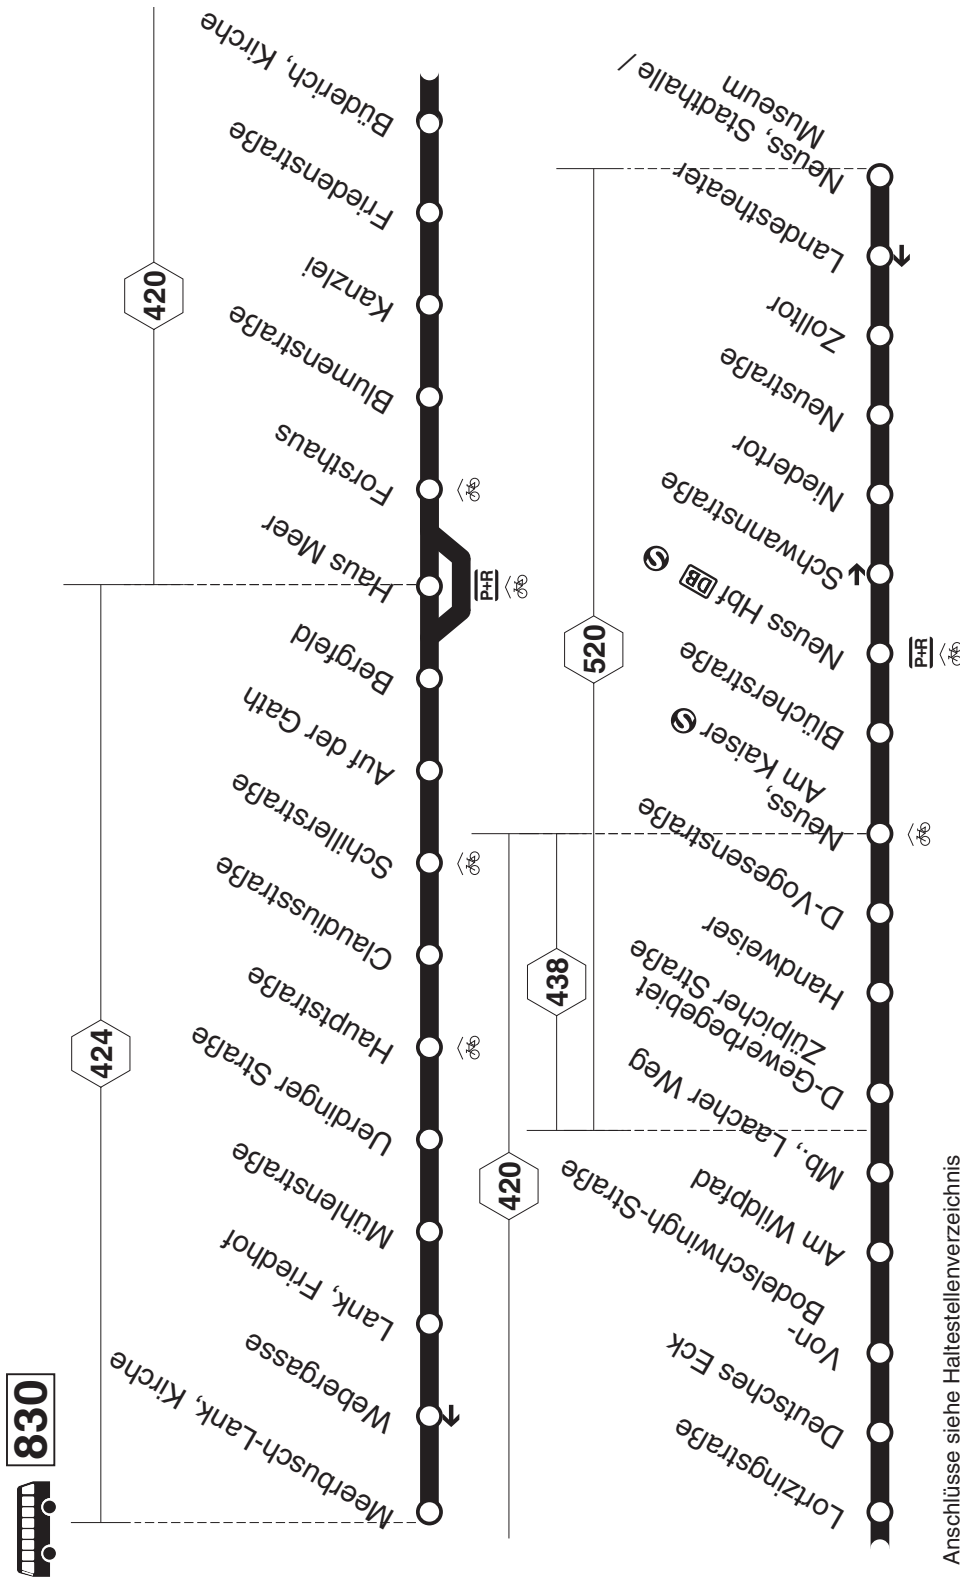 830
424
420
Meerbusch-Lank, Kirche
Webergasse
Lank, Friedhof
Mühlenstraße
Uerdinger Straße
Hauptstraße
Claudiusstraße
Schillerstraße
Auf der Gath
Bergfeld
Haus Meer
P+R
Forsthaus
Blumenstraße
Kanzlei
Friedenstraße
Büderich, Kirche
420
438
520
Lortzingstraße
Deutsches Eck
Von-
Bodelschwingh-Straße
Am Wildpfad
Mb., Laacher Weg
D-Gewerbegebiet
Zülpicher Straße
Handweiser
D-Vogesenstraße
Neuss,
Am Kaiser S
Blücherstraße
Neuss Hbf DB S
P+R
Schwannstraße
Niedertor
Neustraße
Zolltor
Landestheater
Neuss, Stadthalle /
Museum
Anschlüsse siehe Haltestellenverzeichnis